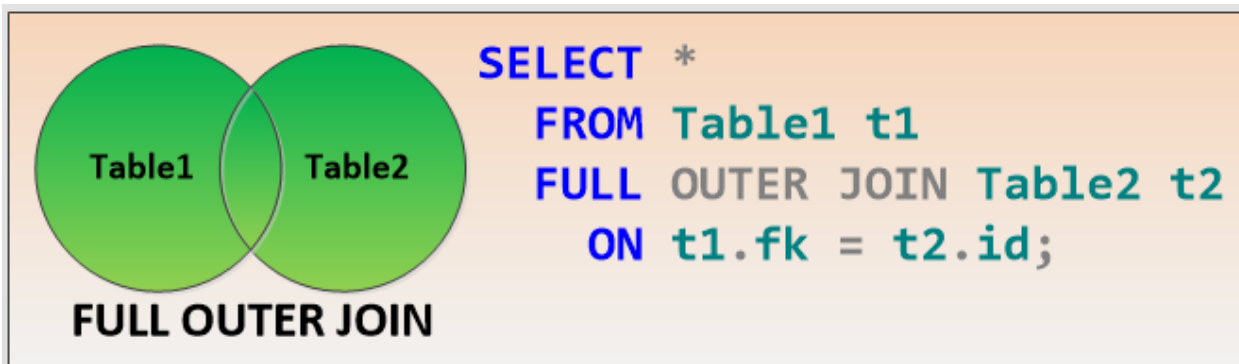 Table1
Table2
FULL OUTER JOIN
SELECT *
FROM Table1 t1
FULL OUTER JOIN Table2 t2
ON t1.fk = t2.id;